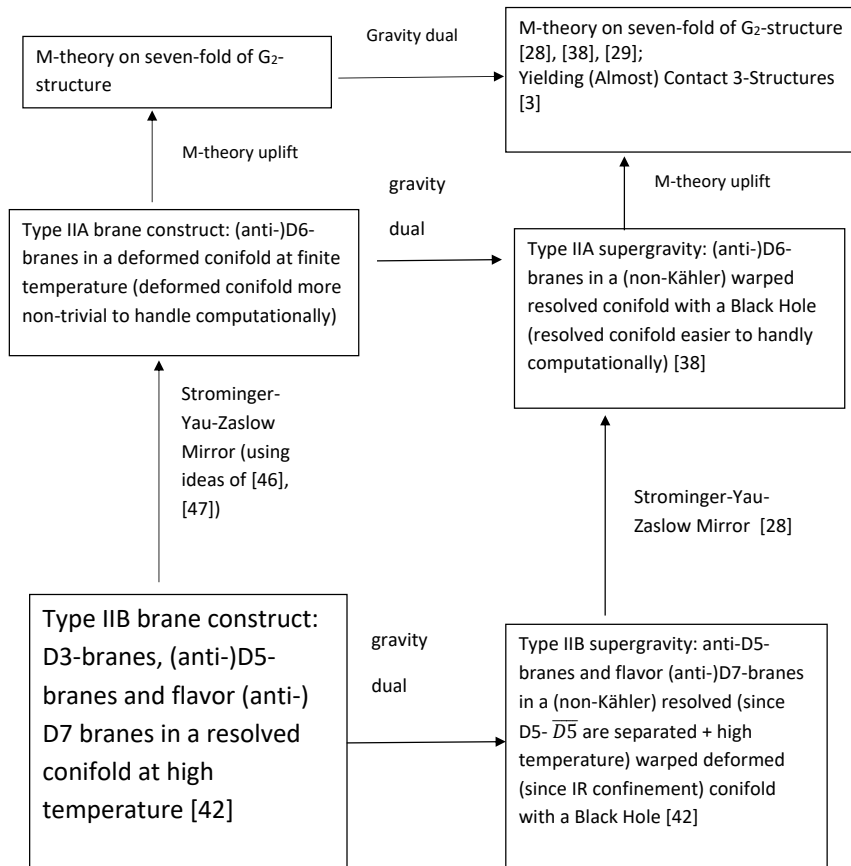 M-theory on seven-fold of G₂-
structure
Gravity dual
M-theory on seven-fold of G₂-structure
[28], [38], [29];
Yielding (Almost) Contact 3-Structures
[3]
M-theory uplift
M-theory uplift
Type IIA brane construct: (anti-)D6-
branes in a deformed conifold at finite
temperature (deformed conifold more
non-trivial to handle computationally)
gravity
dual
Type IIA supergravity: (anti-)D6-
branes in a (non-Kähler) warped
resolved conifold with a Black Hole
(resolved conifold easier to handly
computationally) [38]
Strominger-
Yau-Zaslow
Mirror (using
ideas of [46],
[47])
Strominger-Yau-
Zaslow Mirror [28]
Type IIB brane construct:
D3-branes, (anti-)D5-
branes and flavor (anti-)
D7 branes in a resolved
conifold at high
temperature [42]
gravity
dual
Type IIB supergravity: anti-D5-
branes and flavor (anti-)D7-branes
in a (non-Kähler) resolved (since
D5- D̅5̅ are separated + high
temperature) warped deformed
(since IR confinement) conifold
with a Black Hole [42]